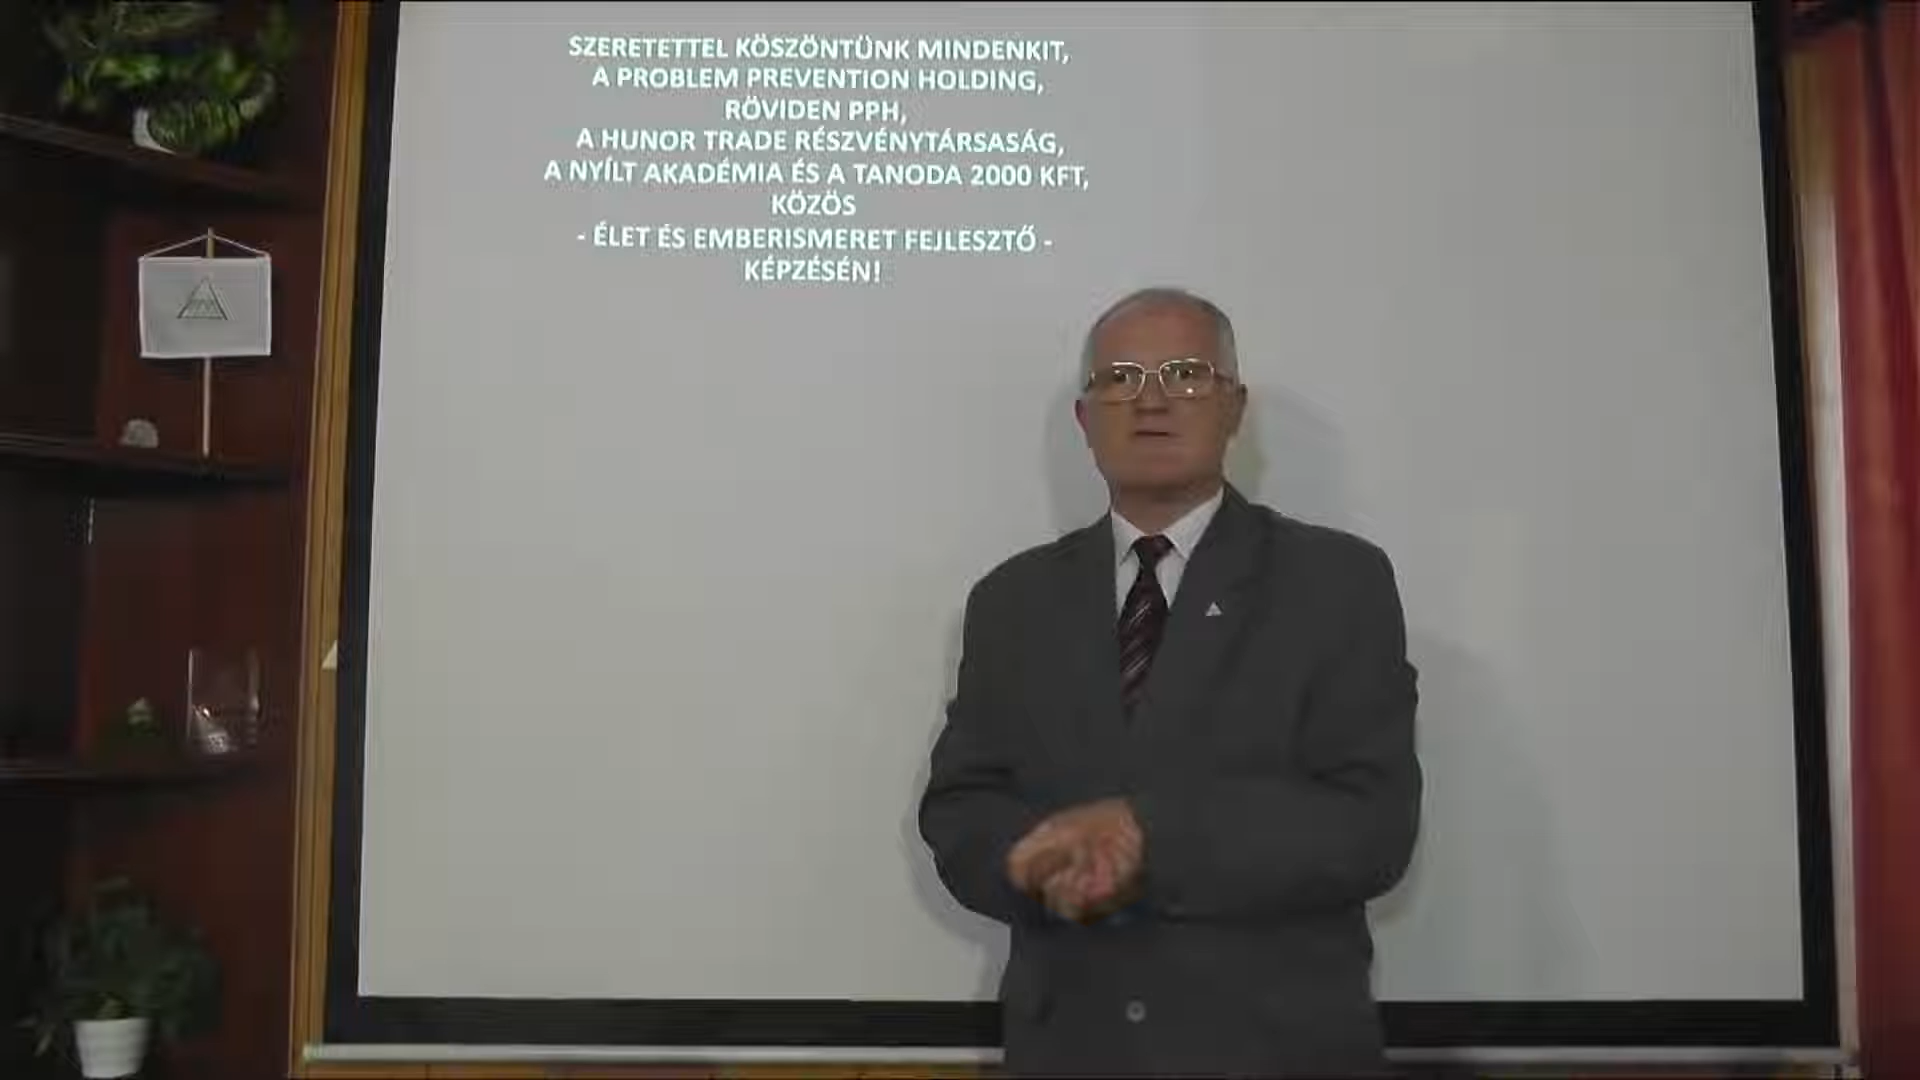 SZERETETTEL KÖSZÖNTÜNK MINDENKIT,
A PROBLEM PREVENTION HOLDING,
RÖVIDEN PPH,
A HUNOR TRADE RÉSZVÉNYTÁRSASÁG,
A NYÍLT AKADÉMIA ÉS A TANODA 2000 KFT,
KÖZÖS
- ÉLET ÉS EMBERISMERET FEJLESZTŐ -
KÉPZÉSÉN!